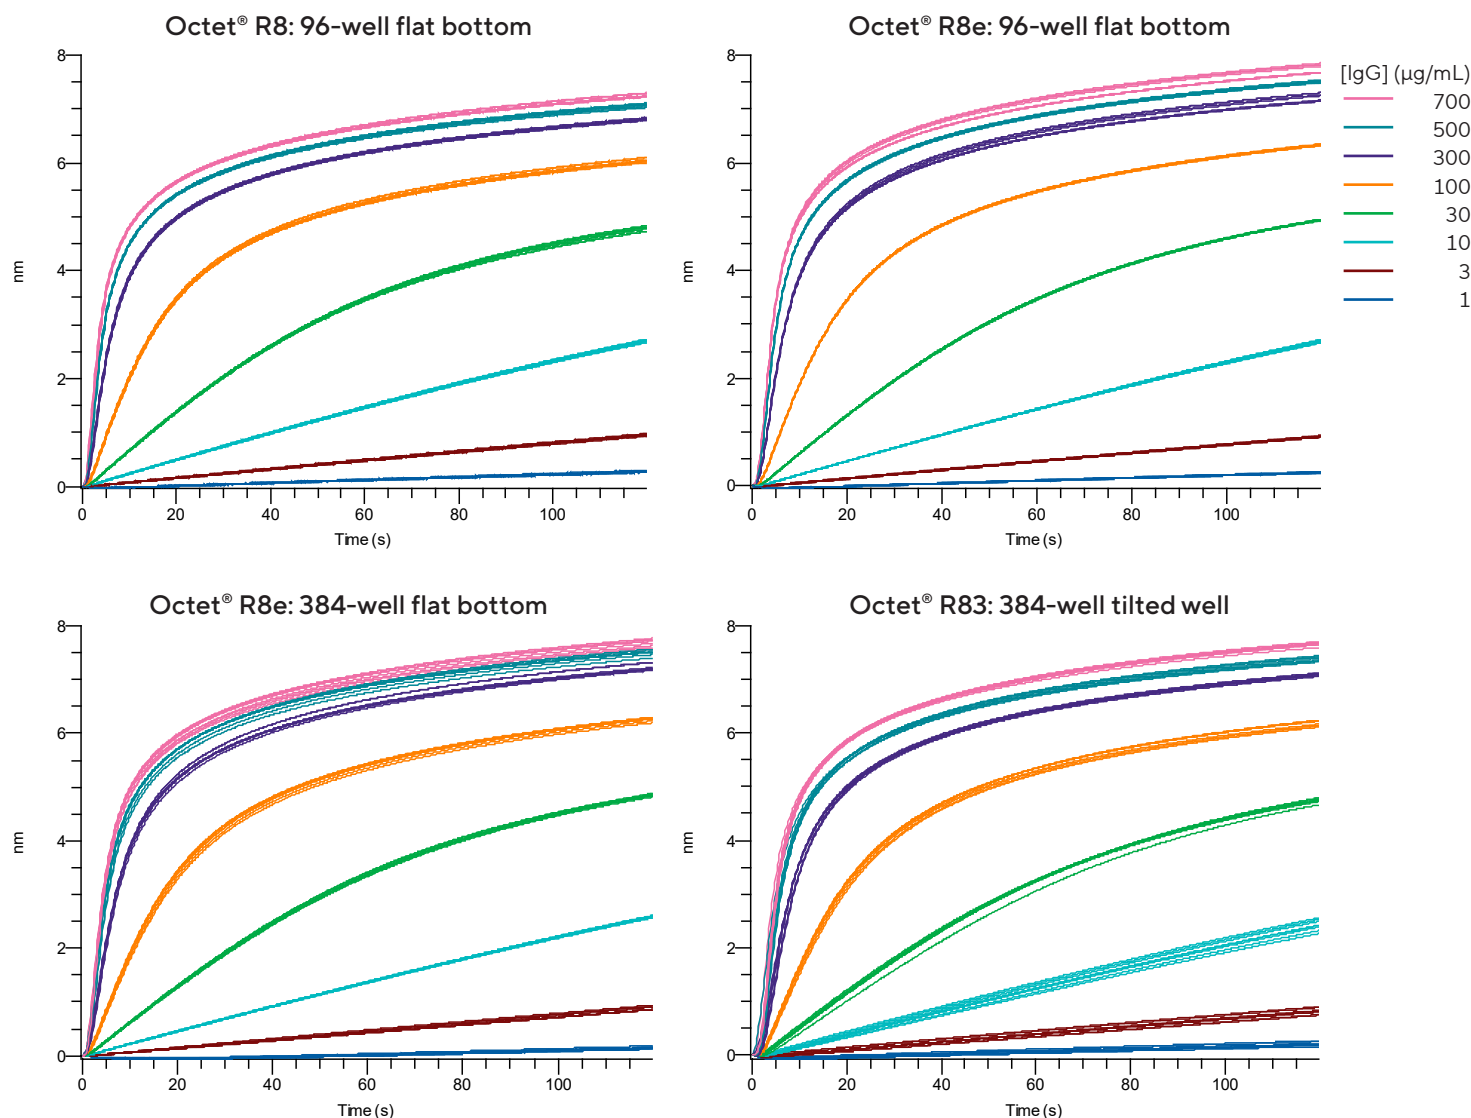 Octet® R8: 96-well flat bottom
8
6
4
2
0
nm
0 20 40 60 80 100
Time (s)
Octet® R8e: 96-well flat bottom
8
6
4
2
0
nm
0 20 40 60 80 100
Time (s)
[IgG] (µg/mL)
700
500
300
100
30
10
3
1
Octet® R8e: 384-well flat bottom
8
6
4
2
0
nm
0 20 40 60 80 100
Time (s)
Octet® R83: 384-well tilted well
8
6
4
2
0
nm
0 20 40 60 80 100
Time (s)